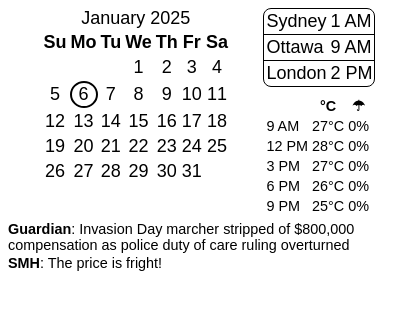 January 2025
Su Mo Tu We Th Fr Sa
1 2 3 4
5 6 7 8 9 10 11
12 13 14 15 16 17 18
19 20 21 22 23 24 25
26 27 28 29 30 31
Sydney 1 AM
Ottawa 9 AM
London 2 PM
°C ☂
9 AM 27°C 0%
12 PM 28°C 0%
3 PM 27°C 0%
6 PM 26°C 0%
9 PM 25°C 0%
Guardian: Invasion Day marcher stripped of $800,000
compensation as police duty of care ruling overturned
SMH: The price is fright!